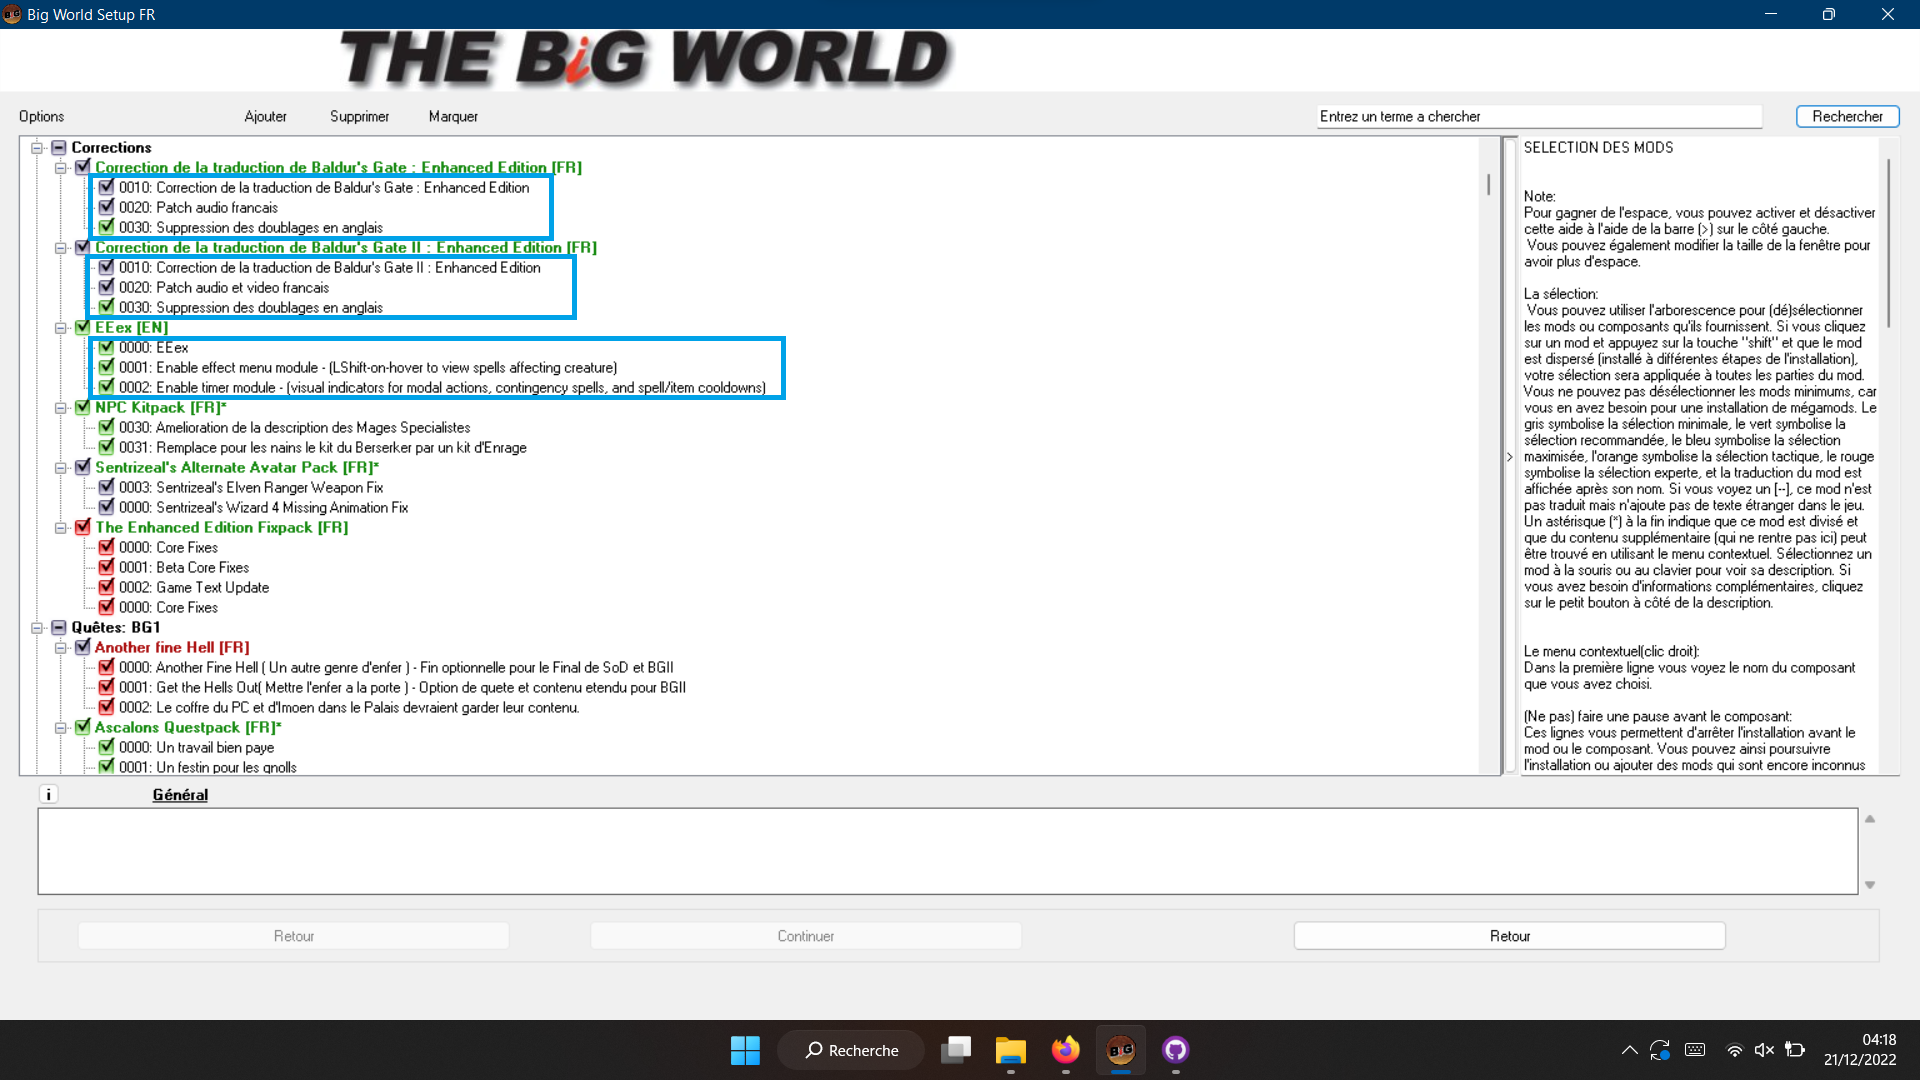 Big World Setup FR
THE BiG WORLD
Options
Ajouter
Supprimer
Marquer
Entrez un terme a chercher
Rechercher
Corrections
Correction de la traduction de Baldur's Gate : Enhanced Edition [FR]
0010: Correction de la traduction de Baldur's Gate : Enhanced Edition
0020: Patch audio francais
0030: Suppression des doublages en anglais
Correction de la traduction de Baldur's Gate II : Enhanced Edition [FR]
0010: Correction de la traduction de Baldur's Gate II : Enhanced Edition
0020: Patch audio et video francais
0030: Suppression des doublages en anglais
EEex [EN]
0000: EEex
0001: Enable effect menu module - (LShift-on-hover to view spells affecting creature)
0002: Enable timer module - (visual indicators for modal actions, contingency spells, and spell/item cooldowns)
NPC Kitpack [FR]*
0030: Amelioration de la description des Mages Specialistes
0031: Remplace pour les nains le kit du Berserker par un kit d'Enrage
Sentrizeal's Alternate Avatar Pack [FR]*
0003: Sentrizeal's Elven Ranger Weapon Fix
0000: Sentrizeal's Wizard 4 Missing Animation Fix
The Enhanced Edition Fixpack [FR]
0000: Core Fixes
0001: Beta Core Fixes
0002: Game Text Update
0000: Core Fixes
Quêtes: BG1
Another fine Hell [FR]
0000: Another Fine Hell ( Un autre genre d'enfer ) - Fin optionnelle pour le Final de SoD et BGII
0001: Get the Hells Out( Mettre l'enfer a la porte ) - Option de quete et contenu etendu pour BGII
0002: Le coffre du PC et d'Imoen dans le Palais devraient garder leur contenu.
Ascalons Questpack [FR]*
0000: Un travail bien paye
0001: Un festin pour les gnolls
SELECTION DES MODS
Note:
Pour gagner de l'espace, vous pouvez activer et désactiver
cette aide à l'aide de la barre (>) sur le côté gauche.
Vous pouvez également modifier la taille de la fenêtre pour
avoir plus d'espace.
La sélection:
Vous pouvez utiliser l'arborescence pour (dé)sélectionner
les mods ou composants qu'ils fournissent. Si vous cliquez
sur un mod et appuyez sur la touche "shift" et que le mod
est dispersé (installé à différentes étapes de l'installation),
votre sélection sera appliquée à toutes les parties du mod.
Vous ne pouvez pas désélectionner les mods minimums, car
vous en avez besoin pour une installation de mégamods. Le
gris symbolise la sélection minimale, le vert symbolise la
sélection recommandée, le bleu symbolise la sélection
maximisée, l'orange symbolise la sélection tactique, le rouge
symbolise la sélection experte, et la traduction du mod est
affichée après son nom. Si vous voyez un [--], ce mod n'est
pas traduit mais n'ajoute pas de texte étranger dans le jeu.
Un astérisque (*) à la fin indique que ce mod est divisé et
que du contenu supplémentaire (qui ne rentre pas ici) peut
être trouvé en utilisant le menu contextuel. Sélectionnez un
mod à la souris ou au clavier pour voir sa description. Si
vous avez besoin d'informations complémentaires, cliquez
sur le petit bouton à côté de la description.
Le menu contextuel(clic droit):
Dans la première ligne vous voyez le nom du composant
que vous avez choisi.
(Ne pas) faire une pause avant le composant:
Ces lignes vous permettent d'arrêter l'installation avant le
mod ou le composant. Vous pouvez ainsi poursuivre
l'installation ou ajouter des mods qui sont encore inconnus
i
Général
Retour
Continuer
Retour
Recherche
BiG
04:18
21/12/2022